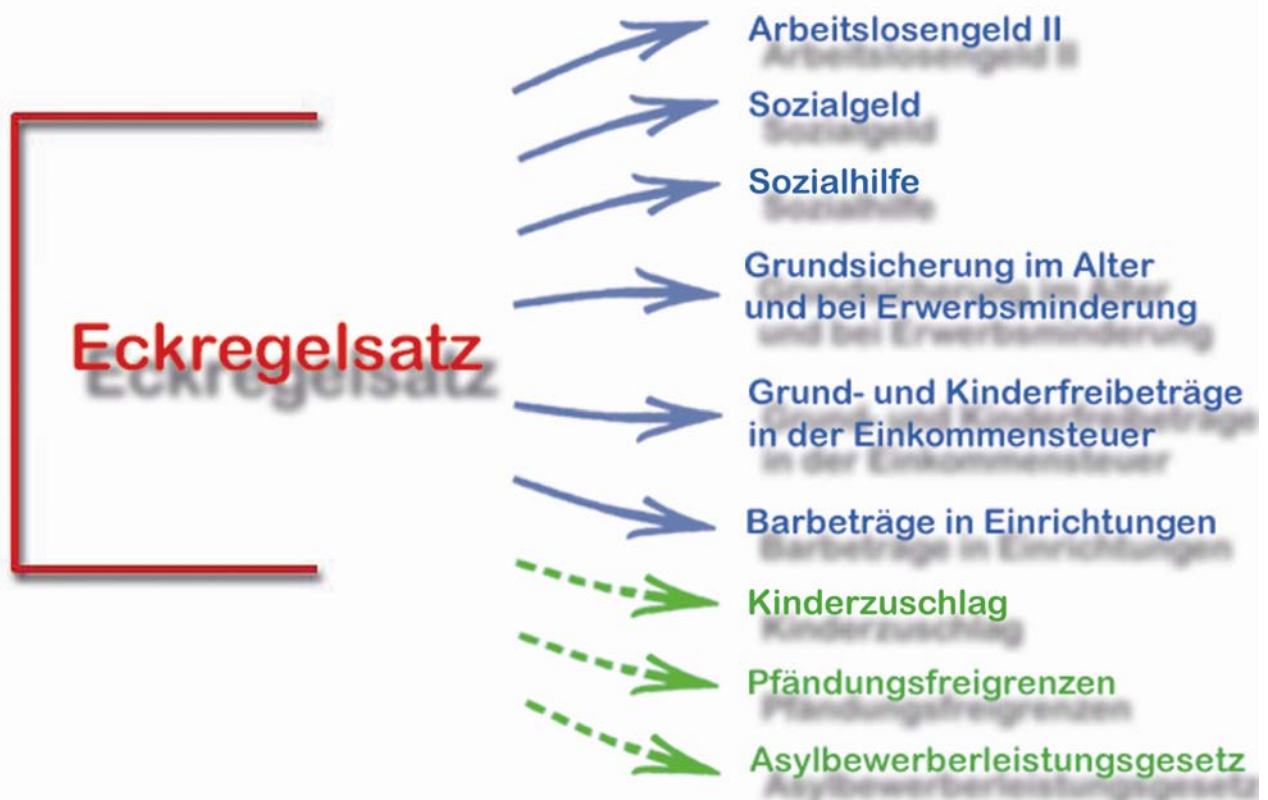 Eckregelsatz
Arbeitslosengeld II
Sozialgeld
Sozialhilfe
Grundsicherung im Alter
und bei Erwerbsminderung
Grund- und Kinderfreibeträge
in der Einkommensteuer
Barbeträge in Einrichtungen
Kinderzuschlag
Pfändungsfreigrenzen
Asylbewerberleistungsgesetz